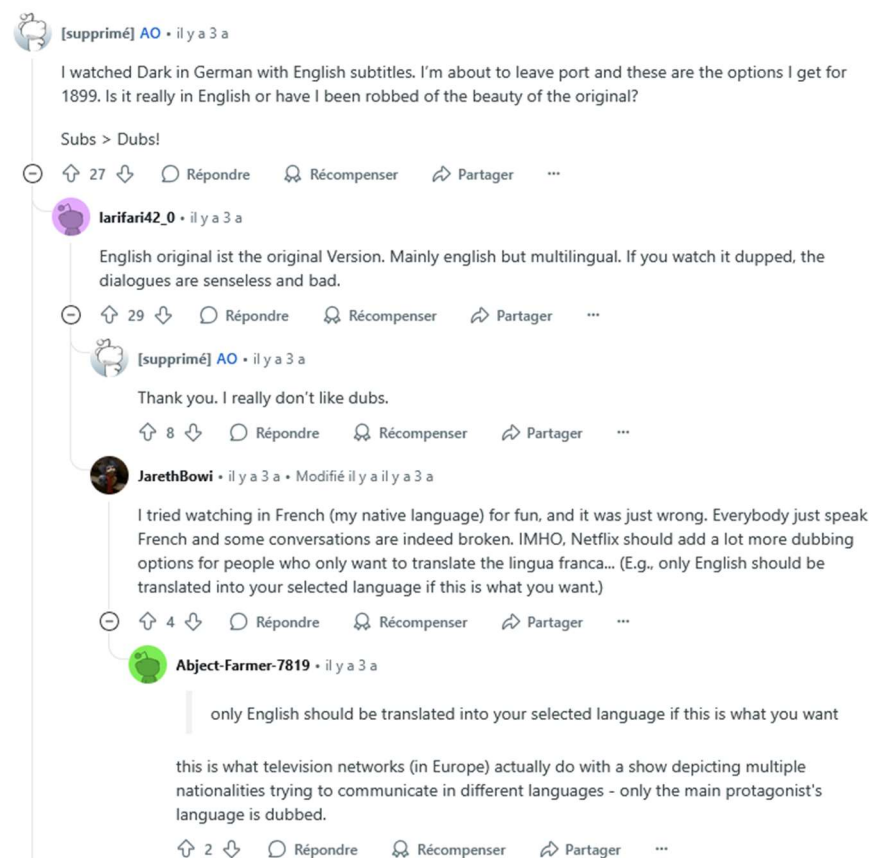 [supprimé] AO • il y a 3 a
I watched Dark in German with English subtitles. I'm about to leave port and these are the options I get for
1899. Is it really in English or have I been robbed of the beauty of the original?
Subs > Dubs!
27 Répondre Récompenser Partager ...
larifari42_0 • il y a 3 a
English original ist the original Version. Mainly english but multilingual. If you watch it dupped, the
dialogues are senseless and bad.
29 Répondre Récompenser Partager ...
[supprimé] AO • il y a 3 a
Thank you. I really don't like dubs.
8 Répondre Récompenser Partager ...
JarethBowi • il y a 3 a • Modifié il y a il y a 3 a
I tried watching in French (my native language) for fun, and it was just wrong. Everybody just speak
French and some conversations are indeed broken. IMHO, Netflix should add a lot more dubbing
options for people who only want to translate the lingua franca... (E.g., only English should be
translated into your selected language if this is what you want.)
4 Répondre Récompenser Partager ...
Abject-Farmer-7819 • il y a 3 a
only English should be translated into your selected language if this is what you want
this is what television networks (in Europe) actually do with a show depicting multiple
nationalities trying to communicate in different languages - only the main protagonist's
language is dubbed.
2 Répondre Récompenser Partager ...